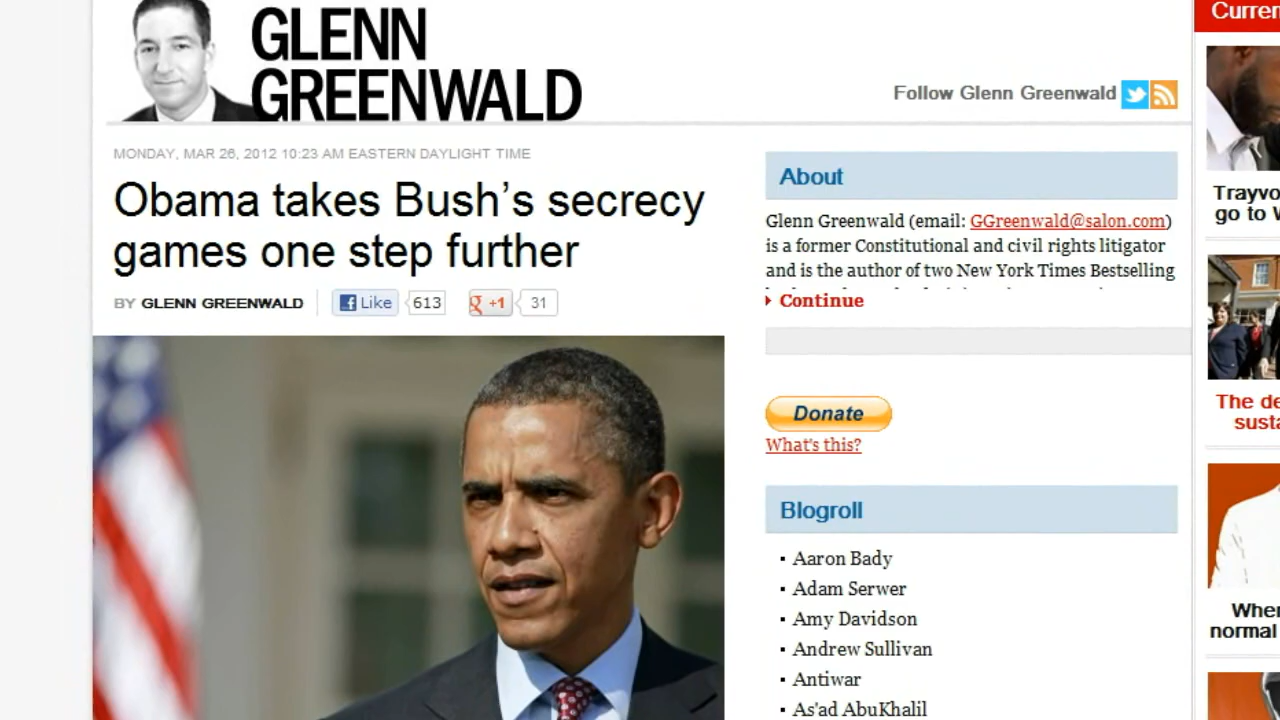 GLENN
GREENWALD
Follow Glenn Greenwald
MONDAY, MAR 26, 2012 10:23 AM EASTERN DAYLIGHT TIME
Obama takes Bush's secrecy
games one step further
BY GLENN GREENWALD
Like
613
+1
31
About
Glenn Greenwald (email: GGreenwald@salon.com)
is a former Constitutional and civil rights litigator
and is the author of two New York Times Bestselling
Continue
Donate
What's this?
Blogroll
Aaron Bady
Adam Serwer
Amy Davidson
Andrew Sullivan
Antiwar
As'ad AbuKhalil
Curren
Trayvo
go to
The de
susta
When
normal